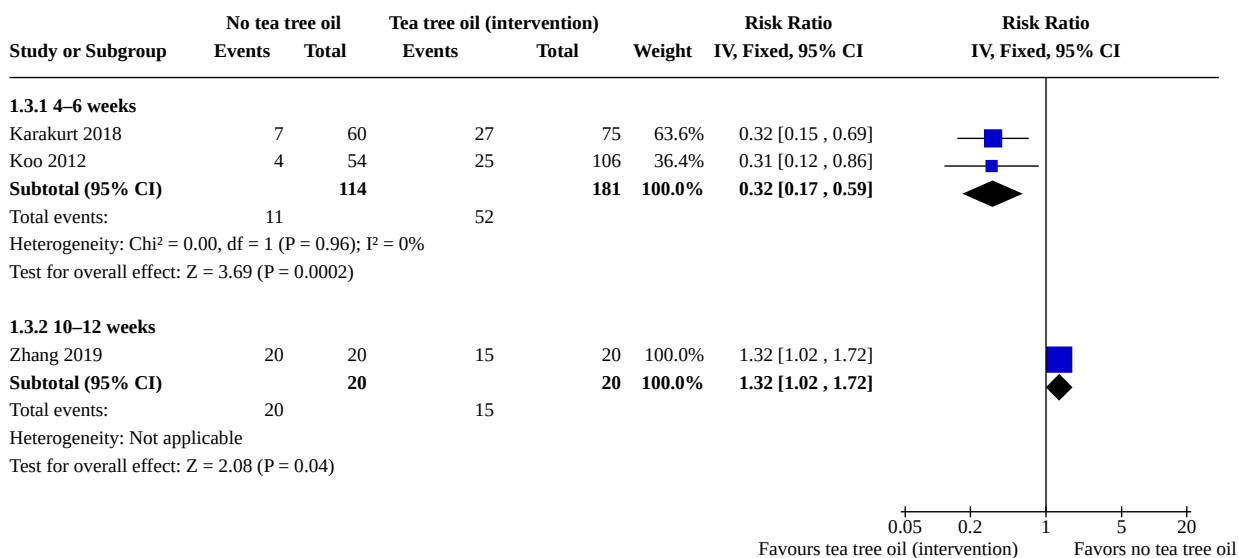 No tea tree oil Tea tree oil (intervention) Risk Ratio Risk Ratio
Study or Subgroup Events Total Events Total Weight IV, Fixed, 95% CI IV, Fixed, 95% CI
1.3.1 4–6 weeks
Karakurt 2018 7 60 27 75 63.6% 0.32 [0.15 , 0.69]
Koo 2012 4 54 25 106 36.4% 0.31 [0.12 , 0.86]
Subtotal (95% CI) 114 181 100.0% 0.32 [0.17 , 0.59]
Total events: 11 52
Heterogeneity: Chi² = 0.00, df = 1 (P = 0.96); I² = 0%
Test for overall effect: Z = 3.69 (P = 0.0002)
1.3.2 10–12 weeks
Zhang 2019 20 20 15 20 100.0% 1.32 [1.02 , 1.72]
Subtotal (95% CI) 20 20 100.0% 1.32 [1.02 , 1.72]
Total events: 20 15
Heterogeneity: Not applicable
Test for overall effect: Z = 2.08 (P = 0.04)
0.05 0.2 1 5 20
Favours tea tree oil (intervention) Favors no tea tree oil